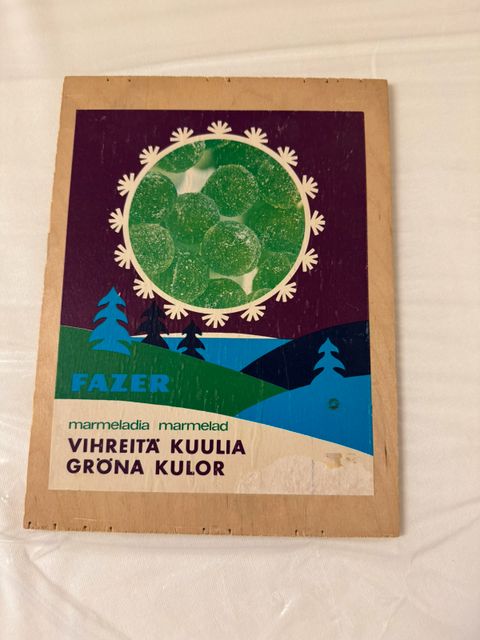 FAZER
marmeladia marmelad
VIHREITÄ KUULIA
GRÖNA KULOR